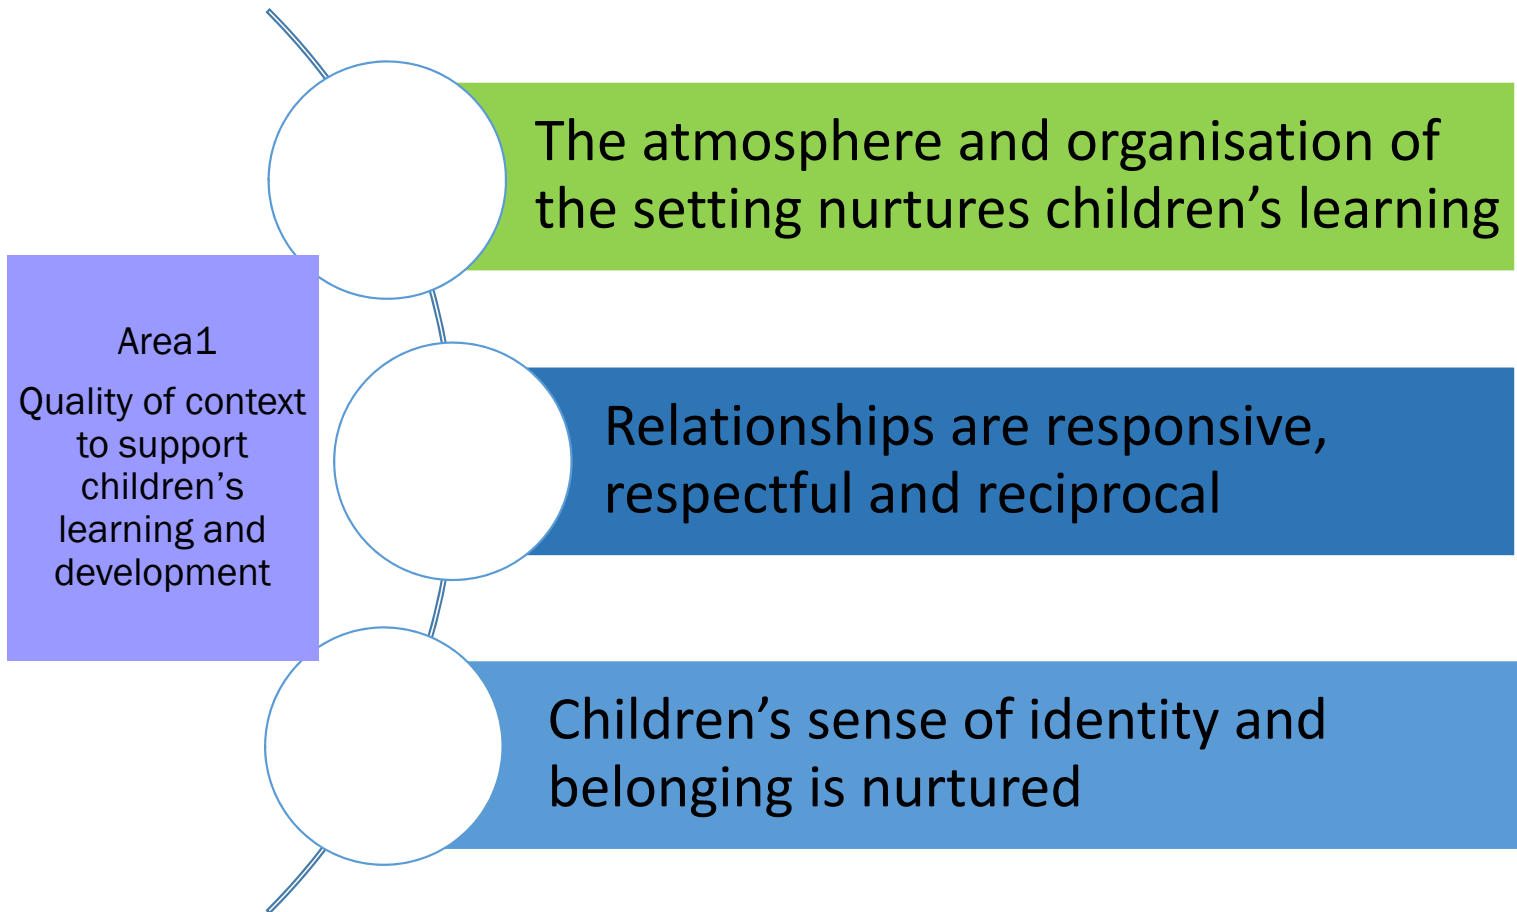 The atmosphere and organisation of
the setting nurtures children’s learning
Area1
Quality of context
to support
children’s
learning and
development
Relationships are responsive,
respectful and reciprocal
Children’s sense of identity and
belonging is nurtured